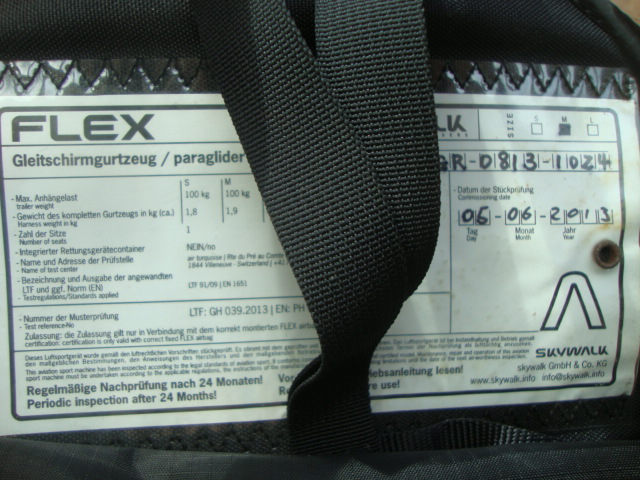 FLEX
SIZE S M L
Gleitschirmgurtzeug / paraglider
GR-0813-1024
S M
- Max. Anhängelast 100 kg 100 kg
trailer weight
- Gewicht des kompletten Gurtzeugs in kg (ca.) 1,8 1,9
Harness weight in kg
- Zahl der Sitze 1
Number of seats
- Integrierter Rettungsgerätecontainer NEIN/no
- Name und Adresse der Prüfstelle air turquoise | Rte du Pré au Comte
- Name of test center 1844 Villeneuve - Switzerland | +41
- Bezeichnung und Ausgabe der angewandten
LTF und ggf. Norm (EN) LTF 91/09 | EN 1651
- Testregulations/Standards applied
- Nummer der Musterprüfung LTF: GH 039.2013 | EN: PH
- Test reference-No
Zulassung: die Zulassung gilt nur in Verbindung mit dem korrekt montierten FLEX airbag
certification: certification is only valid with correct fixed FLEX airbag
- Datum der Stückprüfung
Commissioning date
06-06-2013
Tag Monat Jahr
Day Month Year
SKYWALK
skywalk GmbH & Co. KG
www.skywalk.info info@skywalk.info
Regelmäßige Nachprüfung nach 24 Monaten!
Periodic inspection after 24 Months!